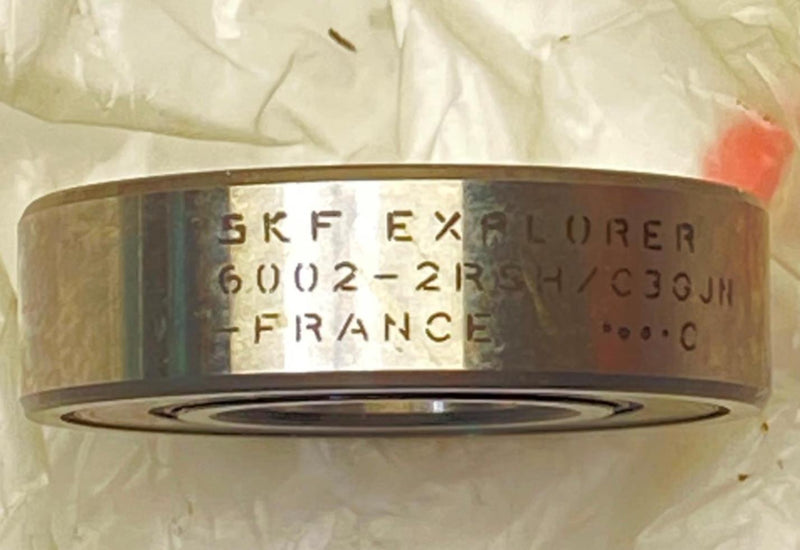 SKF EXPLORER
6002-2RSH/C3GJN
-FRANCE °°°·C